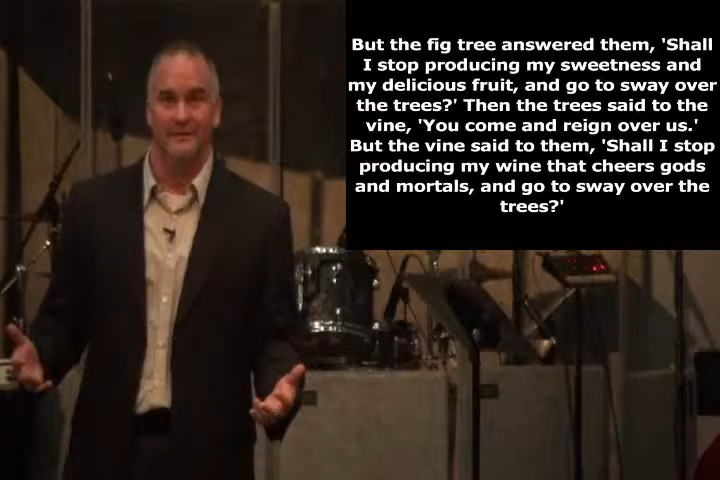 But the fig tree answered them, 'Shall
I stop producing my sweetness and
my delicious fruit, and go to sway over
the trees?' Then the trees said to the
vine, 'You come and reign over us.'
But the vine said to them, 'Shall I stop
producing my wine that cheers gods
and mortals, and go to sway over the
trees?'